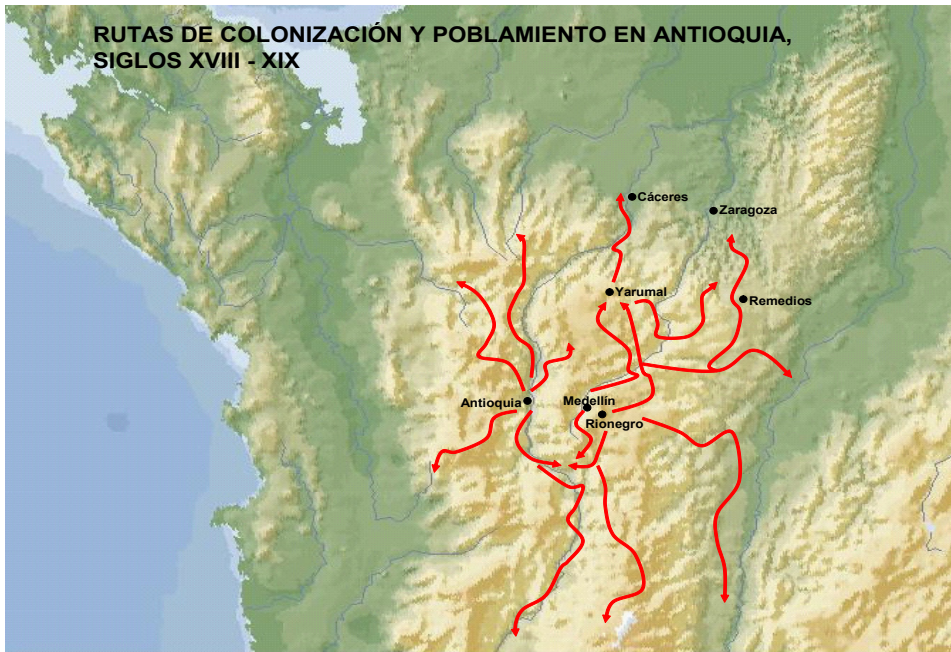 RUTAS DE COLONIZACIÓN Y POBLAMIENTO EN ANTIOQUIA,
SIGLOS XVIII - XIX
Cáceres
Zaragoza
Yarumal
Remedios
Antioquia
Medellín
Rionegro